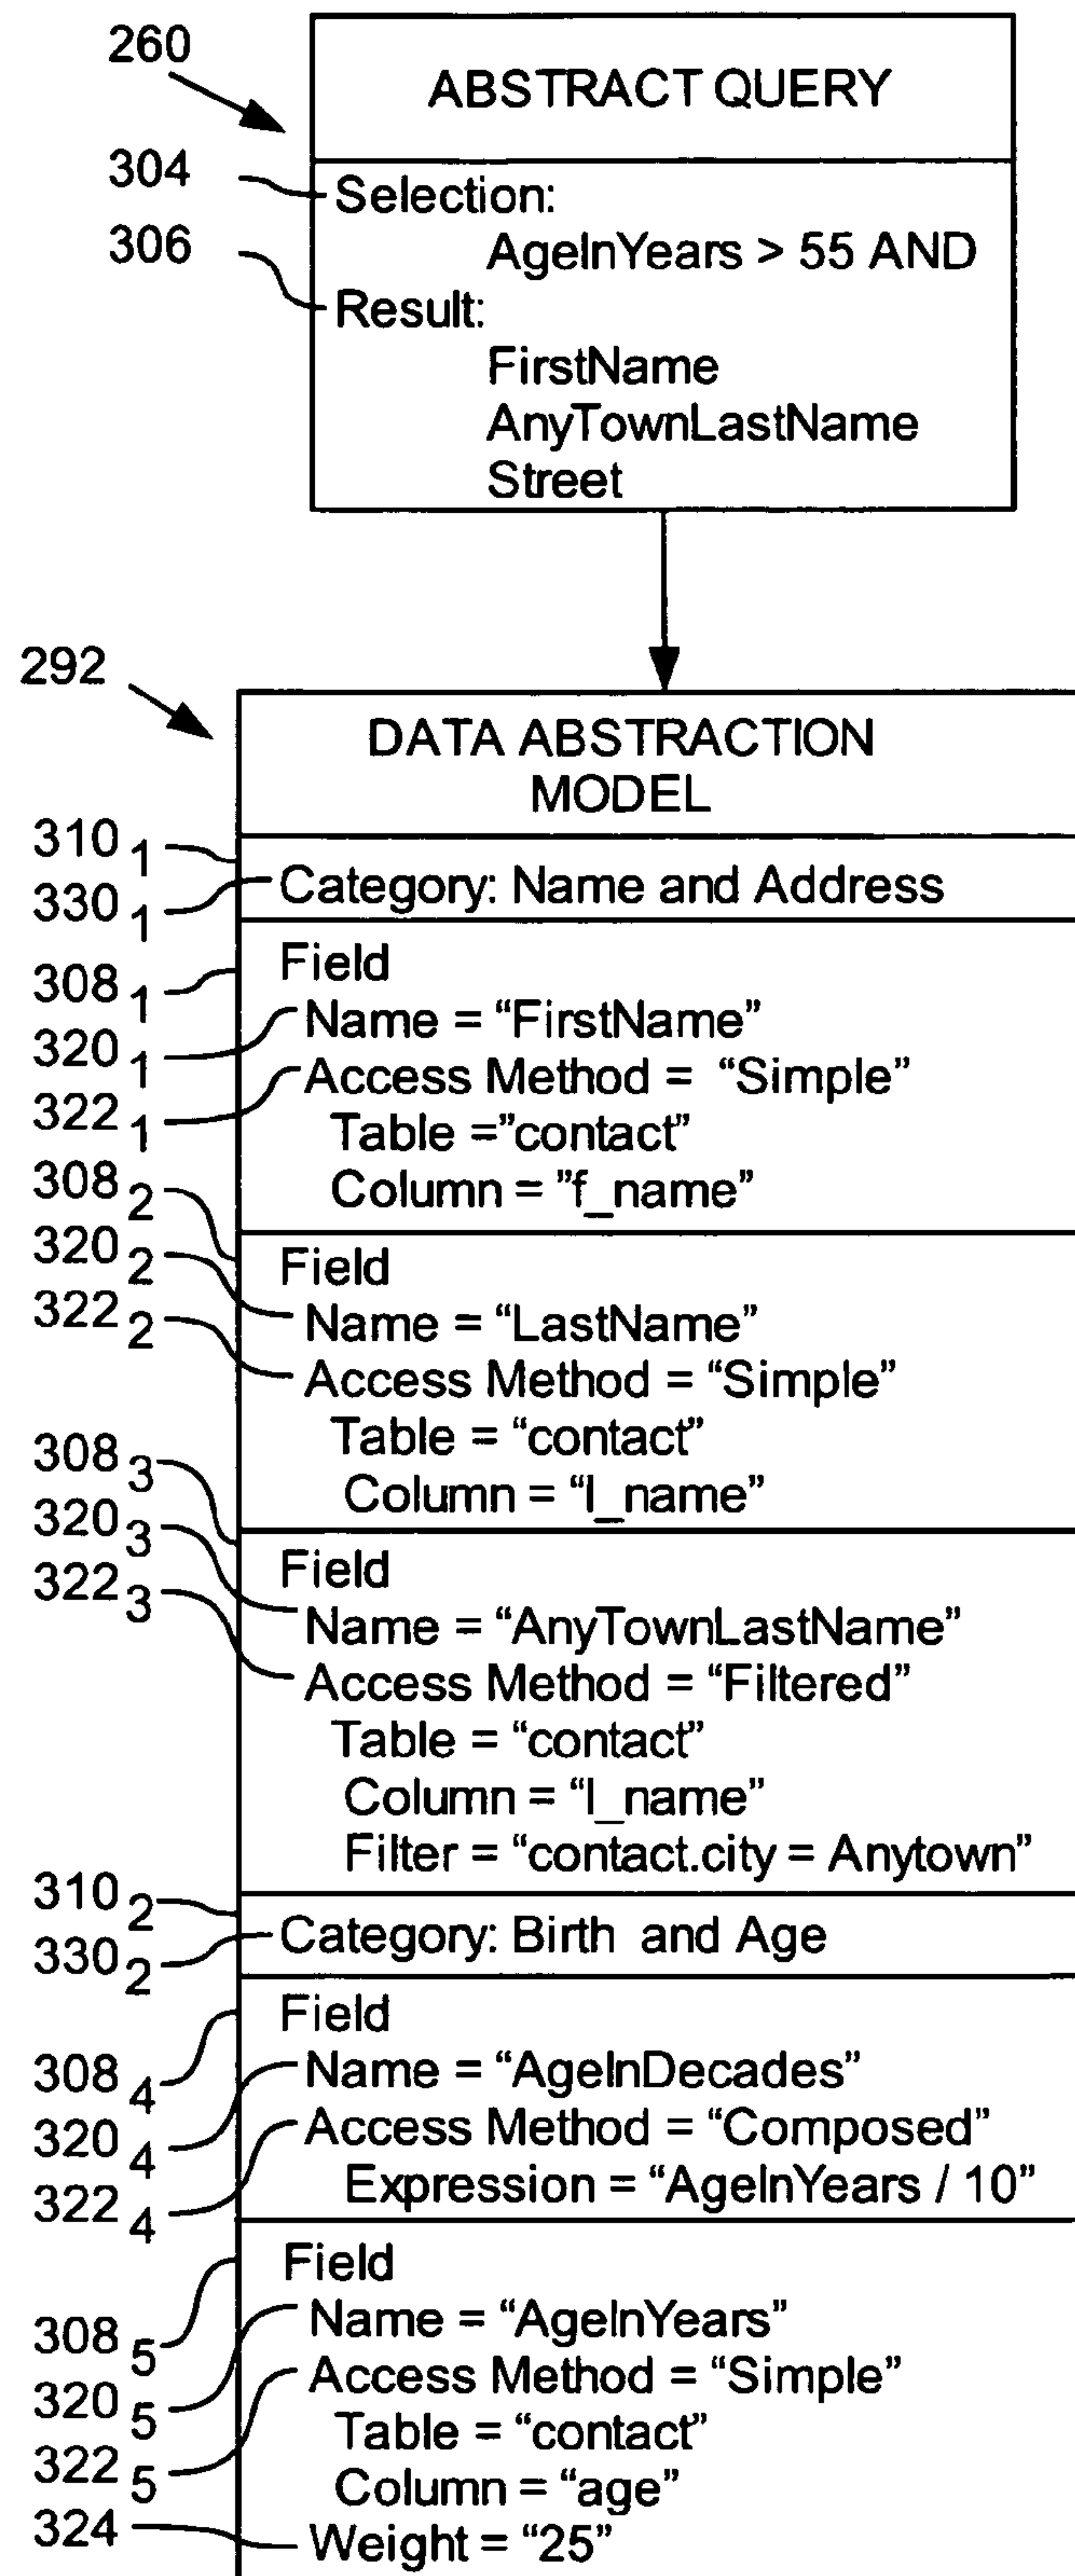 260
ABSTRACT QUERY
304
Selection:
306
AgeInYears > 55 AND
Result:
FirstName
AnyTownLastName
Street
292
DATA ABSTRACTION
MODEL
310 1
330 1
Category: Name and Address
308 1
Field
320 1
Name = “FirstName”
322 1
Access Method = “Simple”
Table =”contact”
308 2
Column = ”f_name”
320 2
Field
322 2
Name = “LastName”
Access Method = “Simple”
Table = “contact”
308 3
Column = “l_name”
320 3
Field
322 3
Name = “AnyTownLastName”
Access Method = “Filtered”
Table = “contact”
Column = “l_name”
Filter = “contact.city = Anytown”
310 2
330 2
Category: Birth and Age
Field
308 4
Name = “AgeInDecades”
320 4
Access Method = “Composed”
322 4
Expression = “AgeInYears / 10”
Field
308 5
Name = “AgeInYears”
320 5
Access Method = “Simple”
322 5
Table = “contact”
Column = “age”
324
Weight = “25”